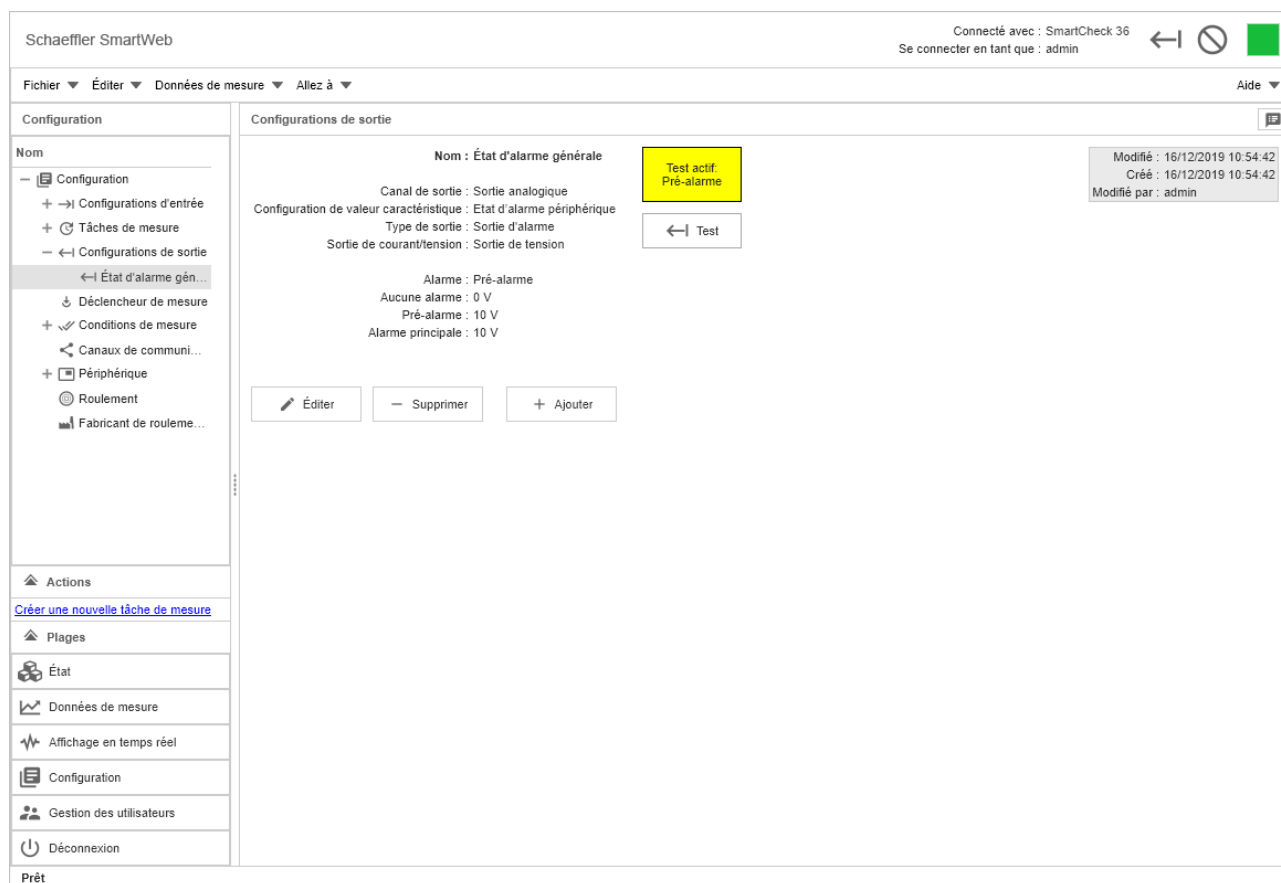 Schaeffler SmartWeb
Connecté avec : SmartCheck 36
Se connecter en tant que : admin
Fichier Éditer Données de mesure Allez à Aide
Configuration
Configurations de sortie
Nom
Configuration
Configurations d'entrée
Tâches de mesure
Configurations de sortie
État d'alarme gén...
Déclencheur de mesure
Conditions de mesure
Canaux de communi...
Périphérique
Roulement
Fabricant de rouleme...
Nom : État d'alarme générale
Canal de sortie : Sortie analogique
Configuration de valeur caractéristique : Etat d'alarme périphérique
Type de sortie : Sortie d'alarme
Sortie de courant/tension : Sortie de tension
Alarme : Pré-alarme
Aucune alarme : 0 V
Pré-alarme : 10 V
Alarme principale : 10 V
Test actif:
Pré-alarme
Test
Modifié : 16/12/2019 10:54:42
Créé : 16/12/2019 10:54:42
Modifié par : admin
Éditer Supprimer Ajouter
Actions
Créer une nouvelle tâche de mesure
Plages
État
Données de mesure
Affichage en temps réel
Configuration
Gestion des utilisateurs
Déconnexion
Prêt